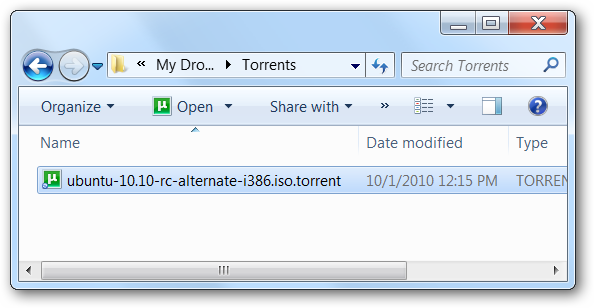 « My Dro... Torrents Search Torrents
Organize Open Share with » ?
Name Date modified Type
ubuntu-10.10-rc-alternate-i386.iso.torrent 10/1/2010 12:15 PM TORREN